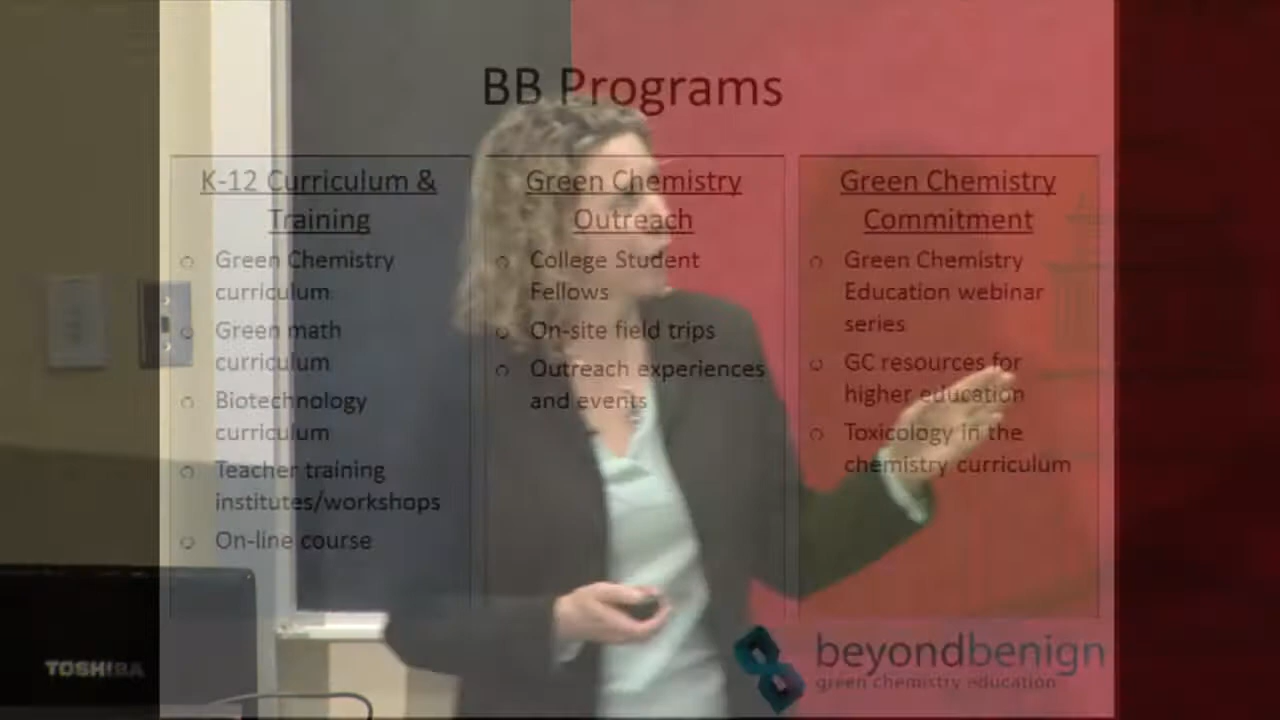 BB Programs
K-12 Curriculum &
Training
Green Chemistry
curriculum
Green math
curriculum
Biotechnology
curriculum
Teacher training
institutes/workshops
On-line course
Green Chemistry
Outreach
College Student
Fellows
On-site field trips
Outreach experiences
and events
Green Chemistry
Commitment
Green Chemistry
Education webinar
series
GC resources for
higher education
Toxicology in the
chemistry curriculum
beyondbenign
green chemistry education
TOSHIBA